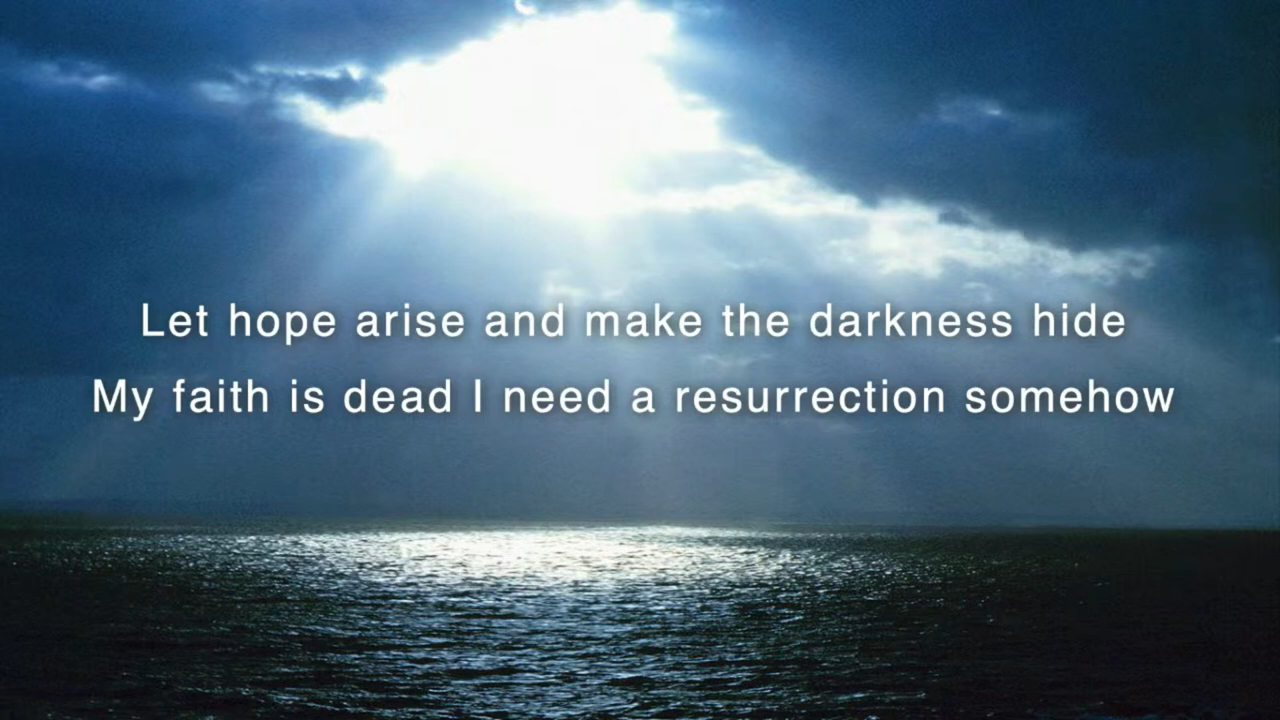 Let hope arise and make the darkness hide
My faith is dead I need a resurrection somehow